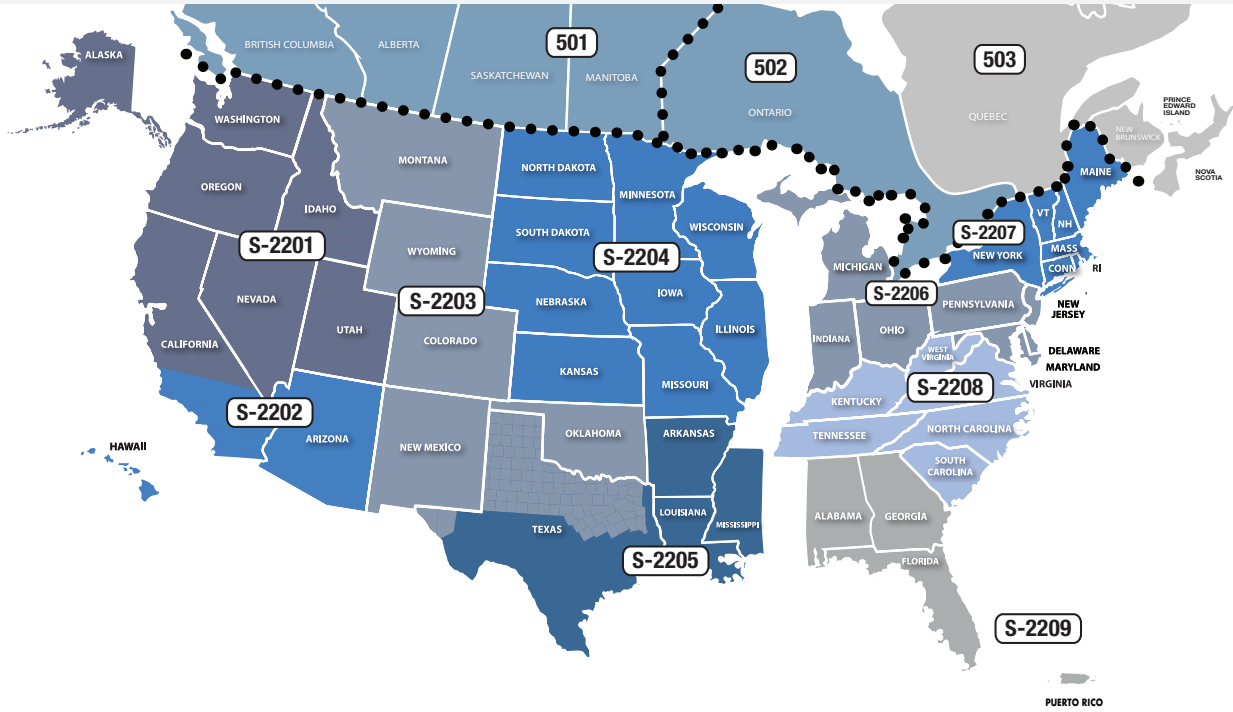 ALASKA
BRITISH COLUMBIA
ALBERTA
501
SASKATCHEWAN
MANITOBA
502
ONTARIO
503
QUEBEC
PRINCE
EDWARD
ISLAND
NEW
BRUNSWICK
NOVA
SCOTIA
WASHINGTON
OREGON
IDAHO
MONTANA
NORTH DAKOTA
MINNESOTA
WISCONSIN
MAINE
VT
NH
S-2201
WYOMING
SOUTH DAKOTA
S-2204
S-2207
NEW YORK
MASS
CONN
RI
MICHIGAN
S-2206
PENNSYLVANIA
NEW
JERSEY
NEVADA
UTAH
CALIFORNIA
S-2203
COLORADO
NEBRASKA
IOWA
ILLINOIS
INDIANA
OHIO
WEST
VIRGINIA
DELAWARE
MARYLAND
VIRGINIA
S-2208
KANSAS
MISSOURI
KENTUCKY
S-2202
ARIZONA
HAWAII
NEW MEXICO
OKLAHOMA
ARKANSAS
TENNESSEE
NORTH CAROLINA
SOUTH
CAROLINA
TEXAS
LOUISIANA
MISSISSIPPI
ALABAMA
GEORGIA
S-2205
FLORIDA
S-2209
PUERTO RICO